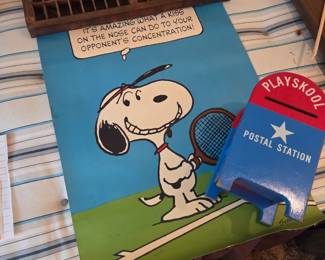 IT'S AMAZING WHAT A KISS
ON THE NOSE CAN DO TO YOUR
OPPONENT'S CONCENTRATION!
PLAYSKOOL
POSTAL STATION